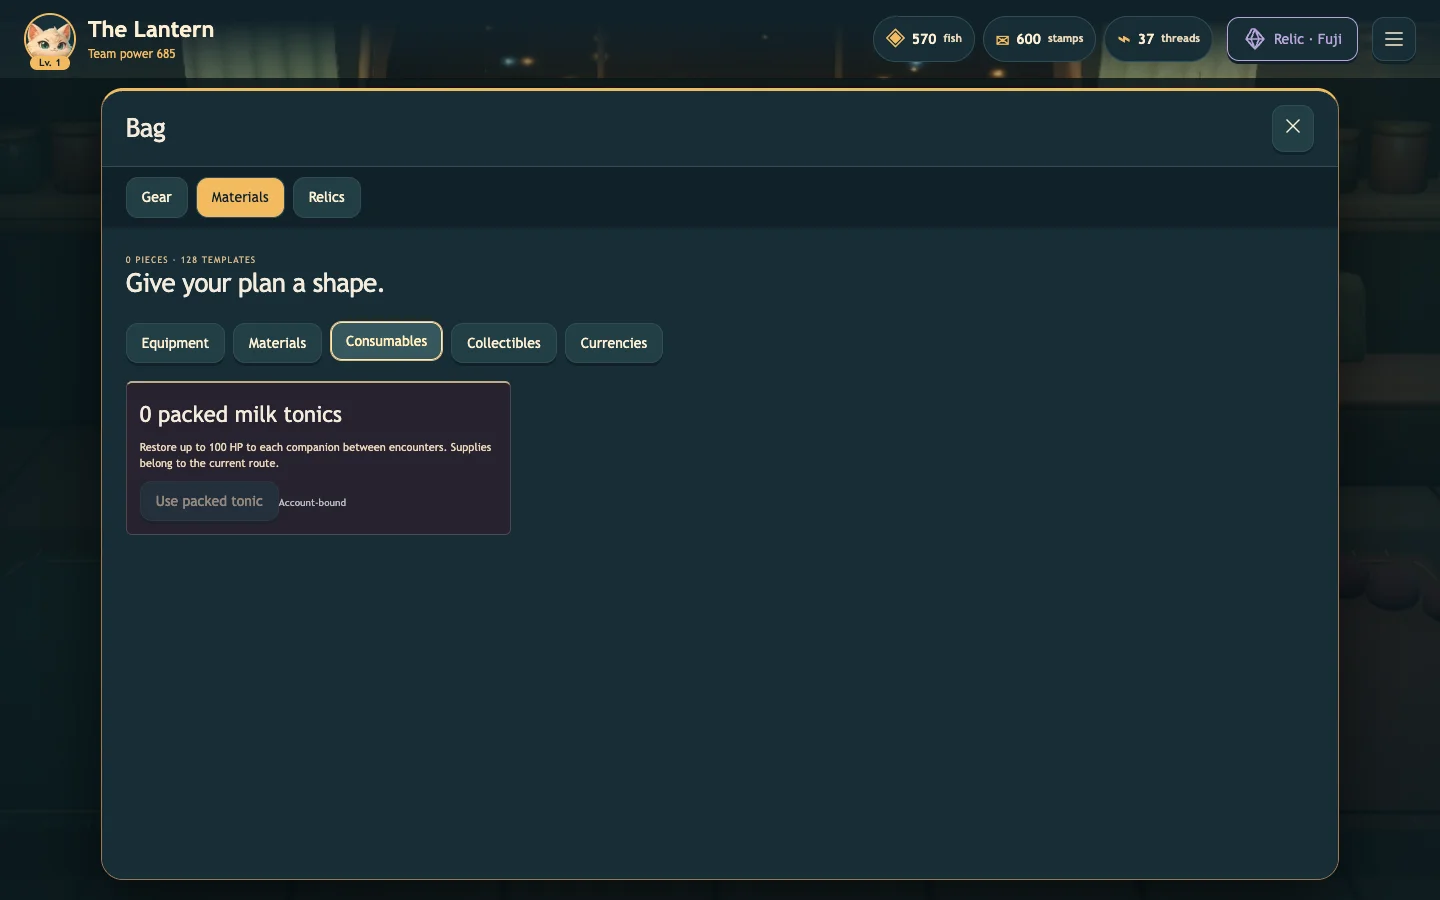 The Lantern
Team power 685
Lv. 1
570 fish
600 stamps
37 threads
Relic · Fuji
Bag
Gear
Materials
Relics
0 PIECES · 128 TEMPLATES
Give your plan a shape.
Equipment
Materials
Consumables
Collectibles
Currencies
0 packed milk tonics
Restore up to 100 HP to each companion between encounters. Supplies
belong to the current route.
Use packed tonic
Account-bound